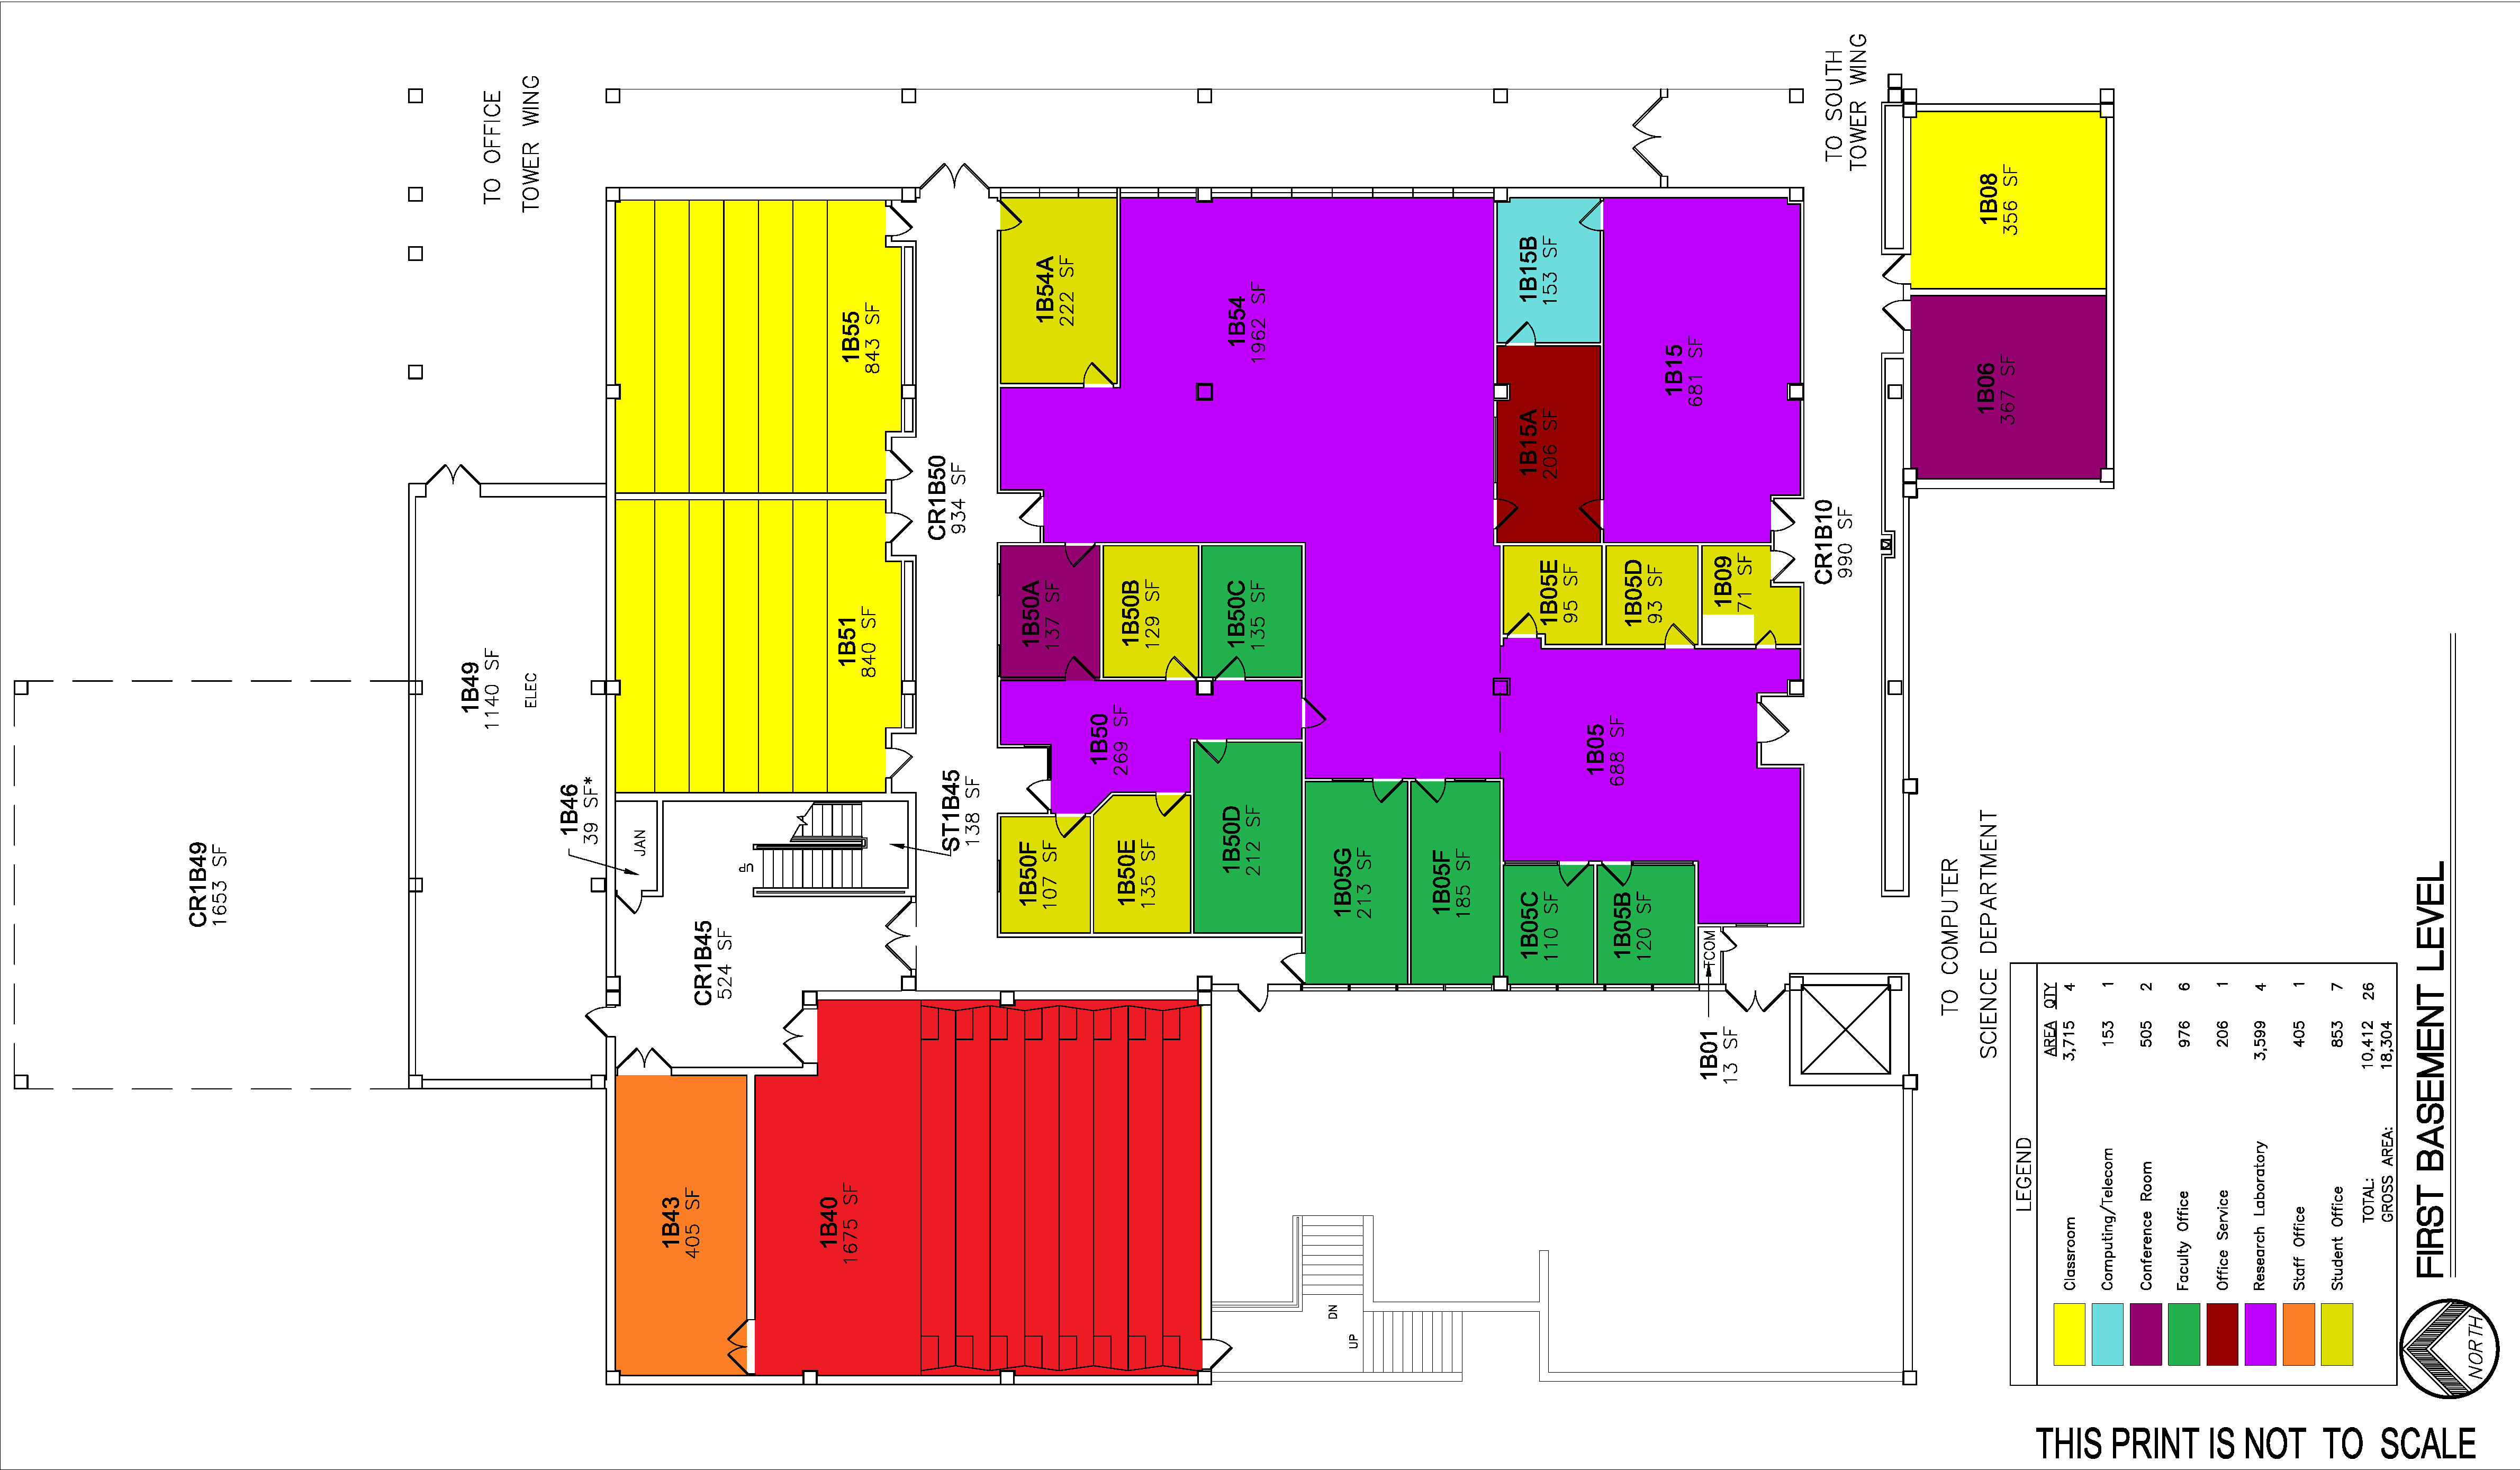 TO OFFICE
TOWER WING
TO SOUTH
TOWER WING
1B08
356 SF
1B06
367 SF
1B55
843 SF
1B54A
222 SF
1B54
1962 SF
1B15B
153 SF
1B15
681 SF
1B15A
206 SF
CR1B50
934 SF
CR1B10
990 SF
1B51
840 SF
1B49
1140 SF
ELEC
1B50A
137 SF
1B50B
129 SF
1B50C
135 SF
1B05E
95 SF
1B05D
93 SF
1B09
71 SF
1B50
269 SF
1B05
688 SF
CR1B49
1653 SF
1B46
39 SF*
JAN
UP
ST1B45
138 SF
1B50F
107 SF
1B50E
135 SF
1B50D
212 SF
1B05G
213 SF
1B05F
185 SF
1B05C
110 SF
1B05B
120 SF
TCOM
1B01
13 SF
CR1B45
524 SF
1B43
405 SF
1B40
1675 SF
DN
UP
TO COMPUTER
SCIENCE DEPARTMENT
LEGEND
AREA QTY
Classroom 3,715 4
Computing/Telecom 153 1
Conference Room 505 2
Faculty Office 976 6
Office Service 206 1
Research Laboratory 3,599 4
Staff Office 405 1
Student Office 853 7
TOTAL: 10,412 26
GROSS AREA: 18,304
FIRST BASEMENT LEVEL
NORTH
THIS PRINT IS NOT TO SCALE